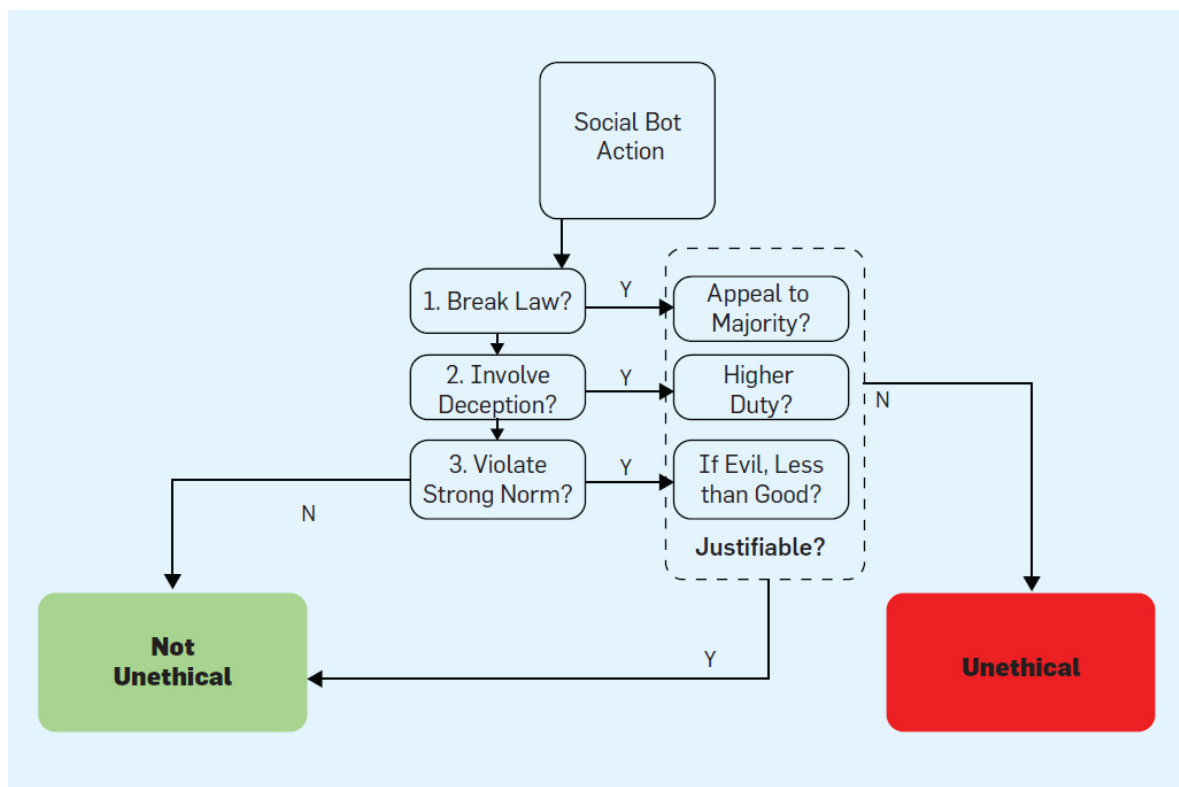 Social Bot
Action
1. Break Law?
Y
Appeal to
Majority?
2. Involve
Deception?
Y
Higher
Duty?
N
3. Violate
Strong Norm?
Y
If Evil, Less
than Good?
N
Justifiable?
Not
Unethical
Y
Unethical